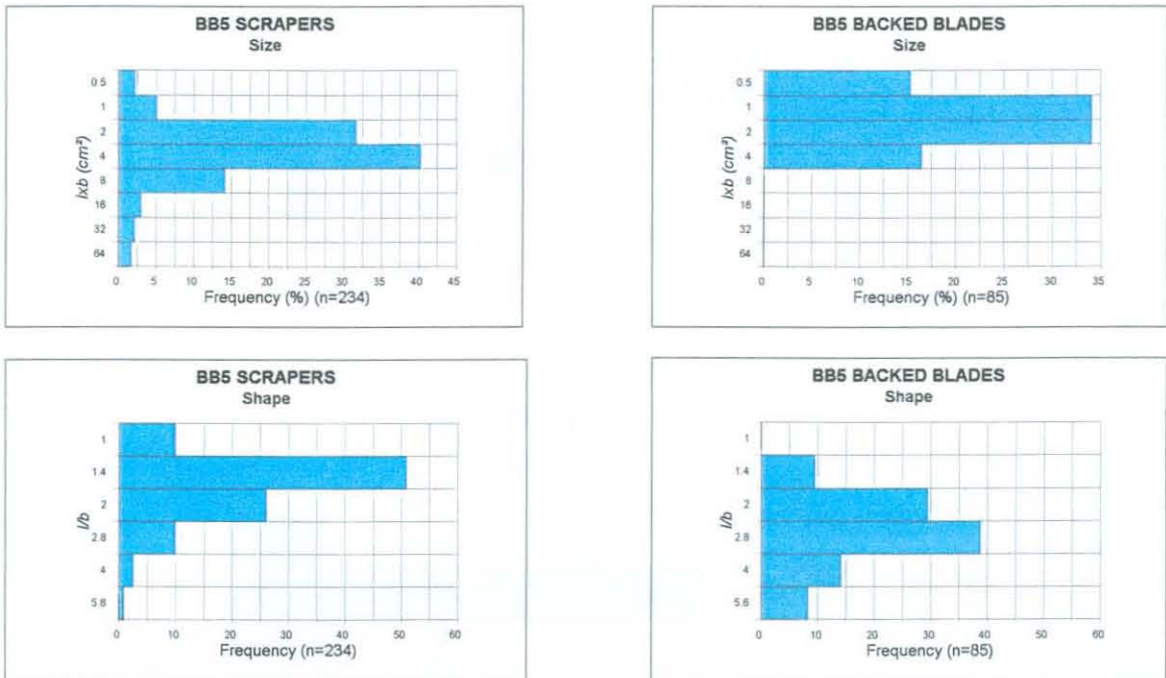 BB5 SCRAPERS
Size
0.5
1
2
4
8
16
32
64
lxb (cm²)
0 5 10 15 20 25 30 35 40 45
Frequency (%) (n=234)
BB5 BACKED BLADES
Size
0.5
1
2
4
8
16
32
64
lxb (cm²)
0 5 10 15 20 25 30 35
Frequency (%) (n=85)
BB5 SCRAPERS
Shape
1
1.4
2
2.8
4
5.6
l/b
0 10 20 30 40 50 60
Frequency (n=234)
BB5 BACKED BLADES
Shape
1
1.4
2
2.8
4
5.6
l/b
0 10 20 30 40 50 60
Frequency (n=85)